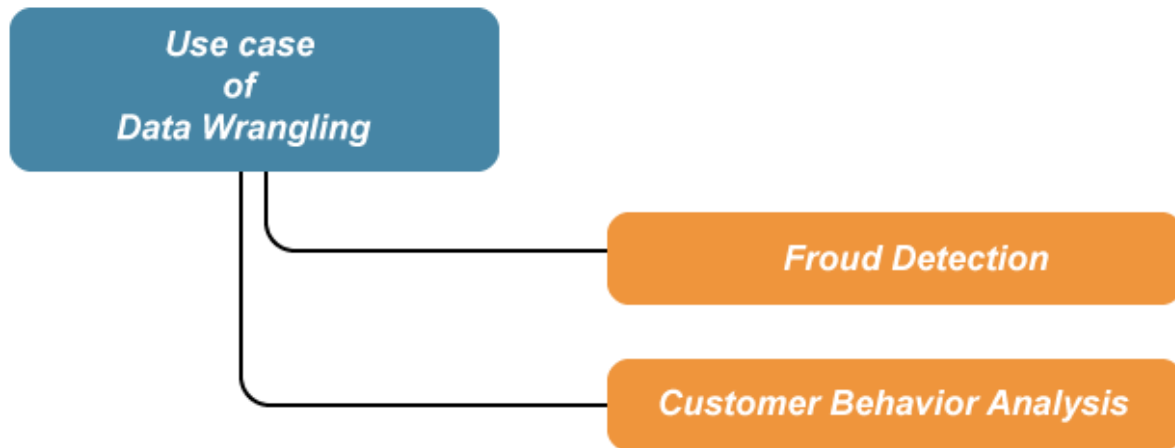 Use case
of
Data Wrangling
Froud Detection
Customer Behavior Analysis